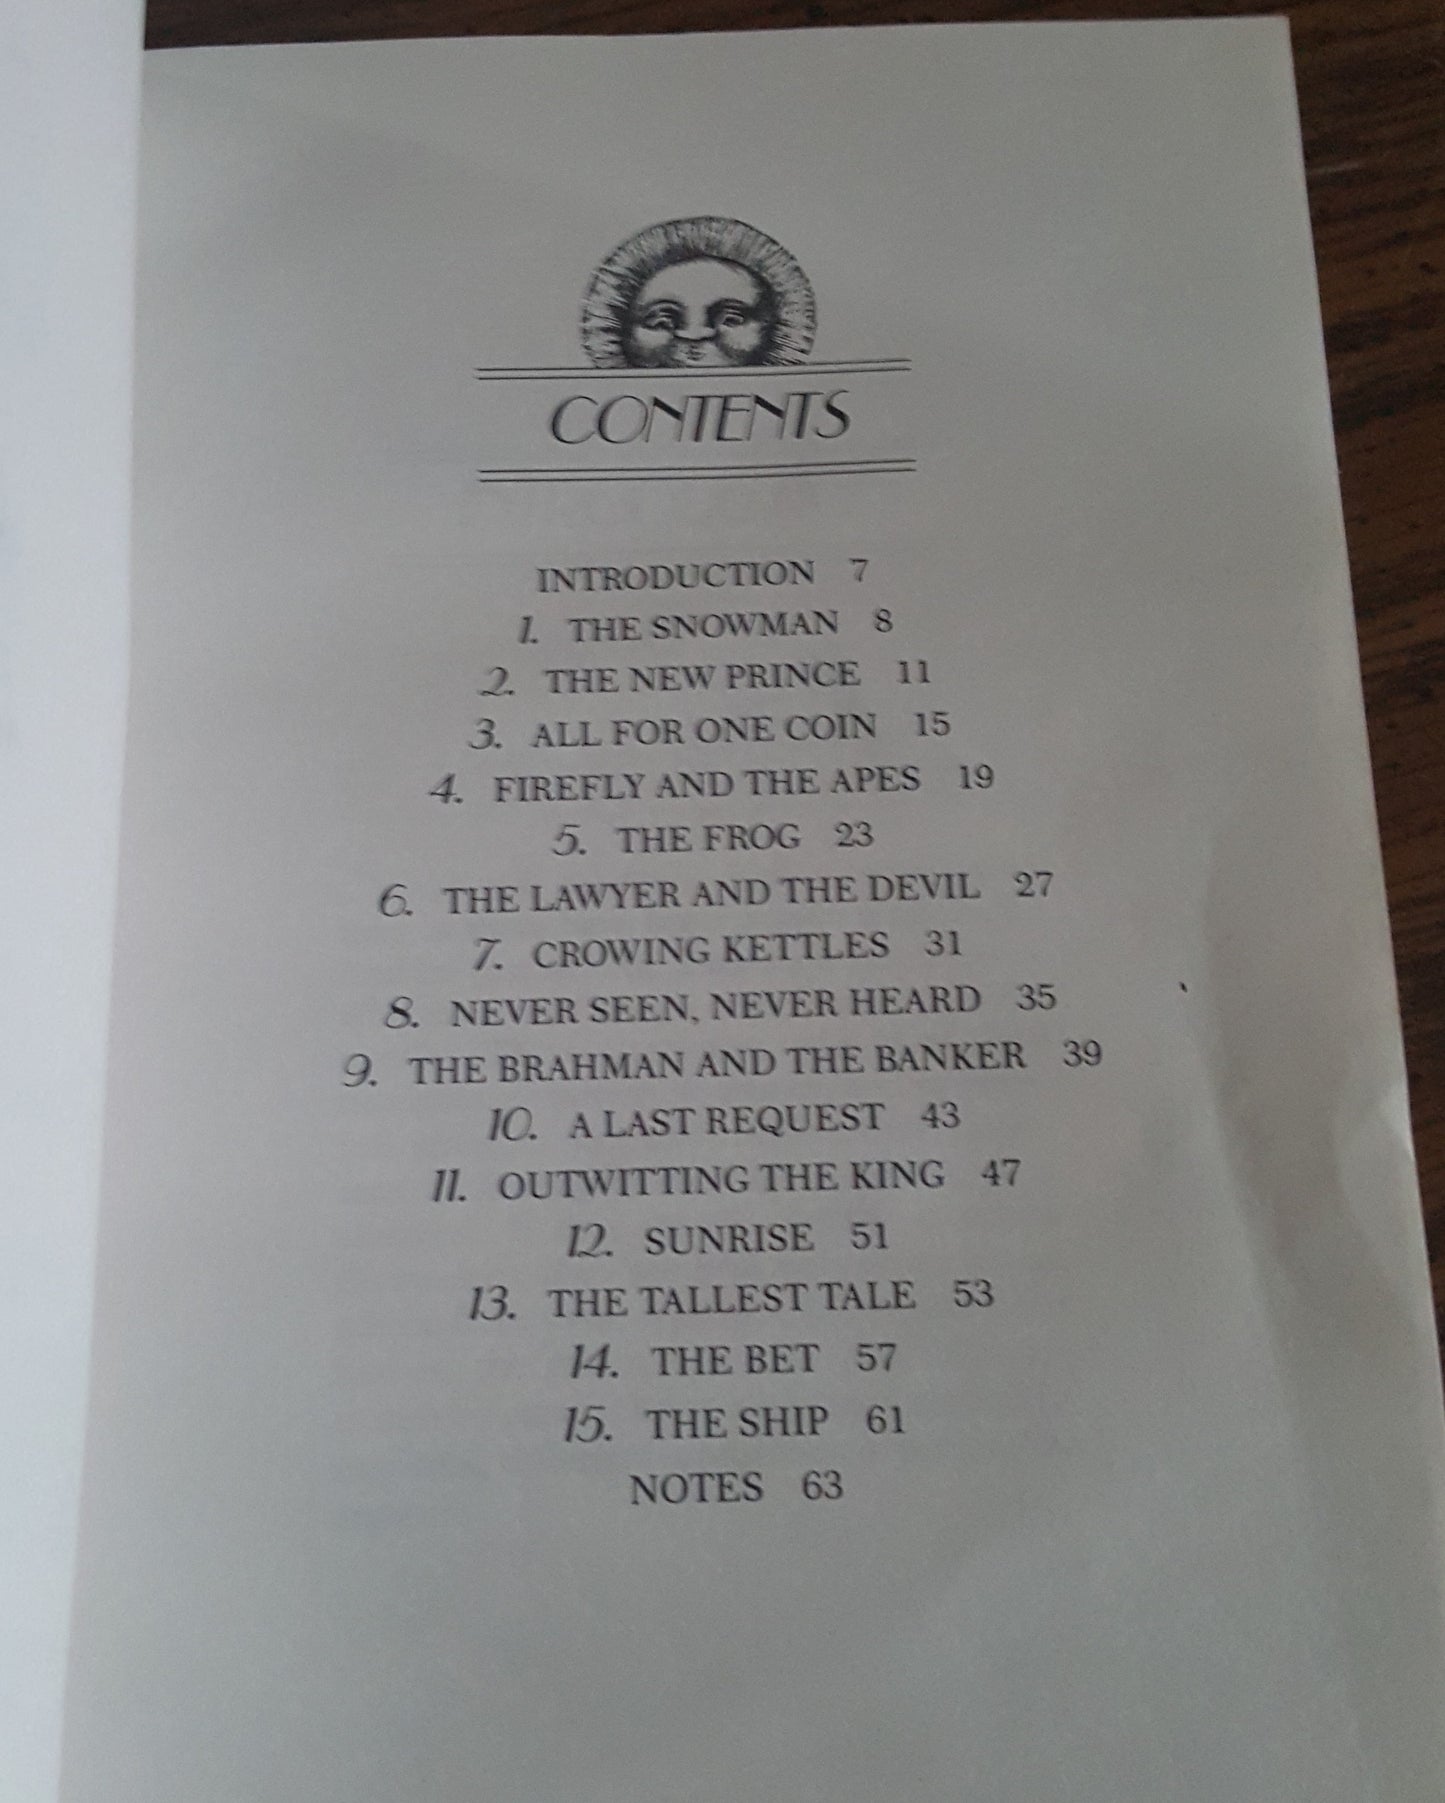 CONTENTS
INTRODUCTION 7
1. THE SNOWMAN 8
2. THE NEW PRINCE 11
3. ALL FOR ONE COIN 15
4. FIREFLY AND THE APES 19
5. THE FROG 23
6. THE LAWYER AND THE DEVIL 27
7. CROWING KETTLES 31
8. NEVER SEEN, NEVER HEARD 35
9. THE BRAHMAN AND THE BANKER 39
10. A LAST REQUEST 43
11. OUTWITTING THE KING 47
12. SUNRISE 51
13. THE TALLEST TALE 53
14. THE BET 57
15. THE SHIP 61
NOTES 63